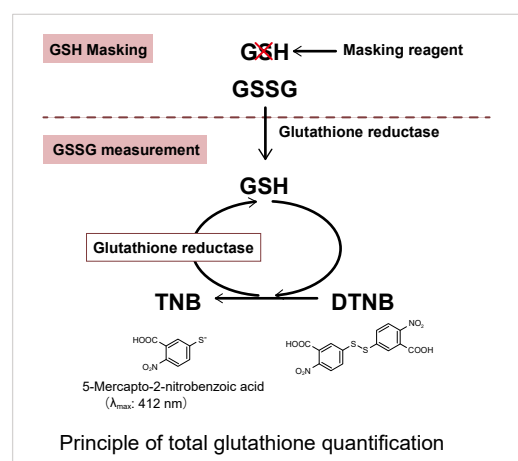 GSH Masking
GSH
Masking reagent
GSSG
Glutathione reductase
GSSG measurement
GSH
Glutathione reductase
TNB
DTNB
HOOC
S⁻
O₂N
HOOC
O₂N
S
S
NO₂
COOH
5-Mercapto-2-nitrobenzoic acid
(λmax: 412 nm)
Principle of total glutathione quantification